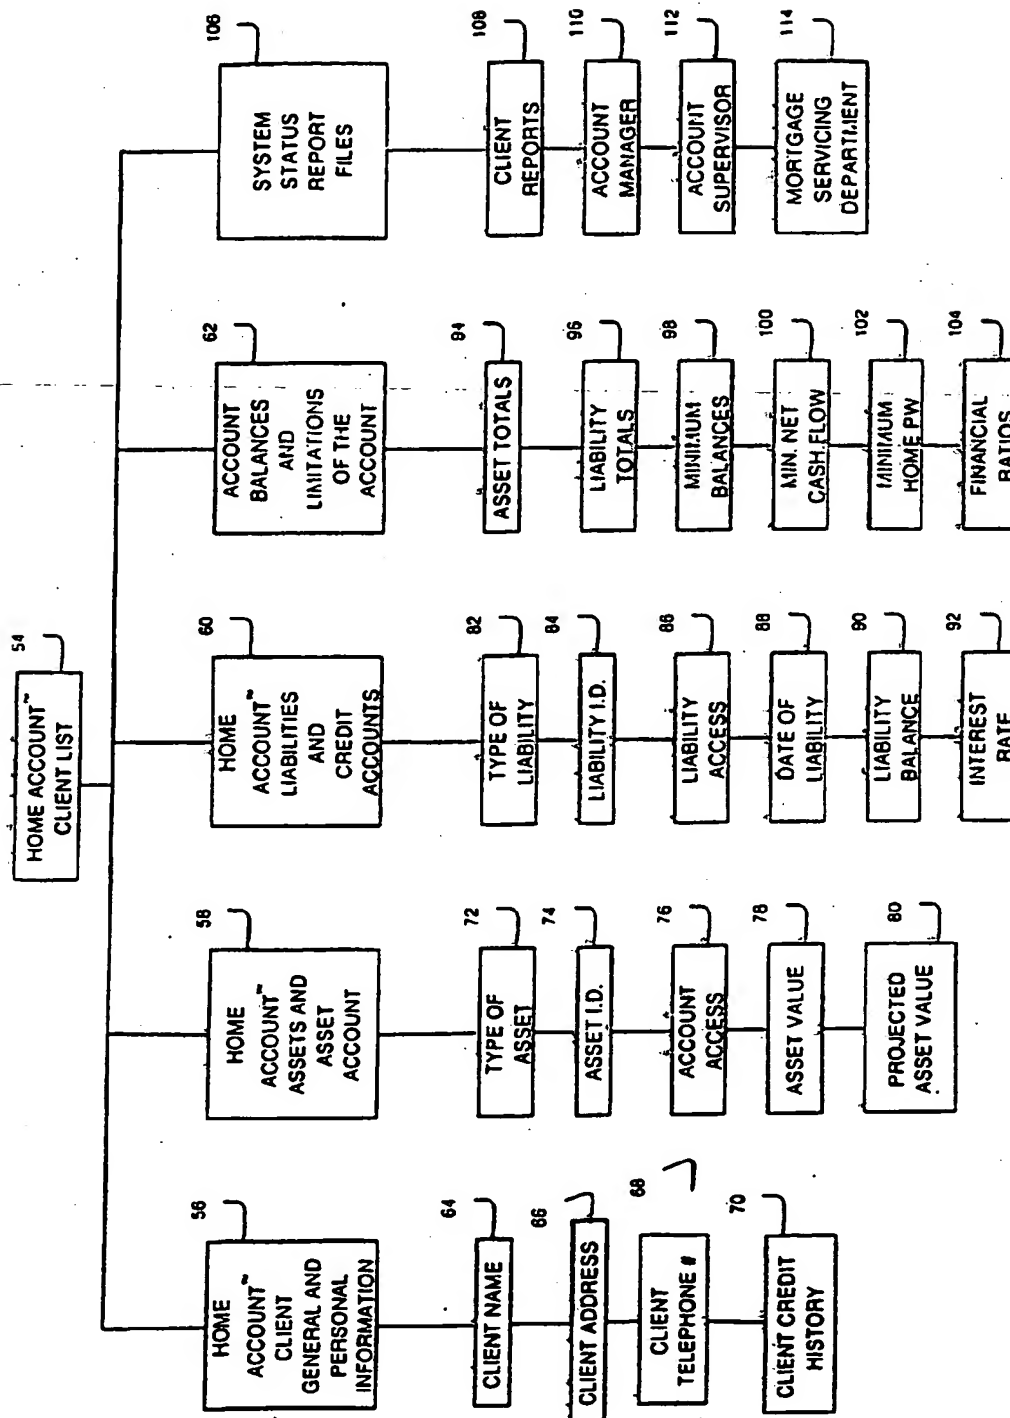 54
HOME ACCOUNT™
CLIENT LIST
56
HOME
ACCOUNT™
CLIENT
GENERAL AND
PERSONAL
INFORMATION
64
CLIENT NAME
66
CLIENT ADDRESS
68
CLIENT
TELEPHONE #
70
CLIENT CREDIT
HISTORY
58
HOME
ACCOUNT™
ASSETS AND
ASSET
ACCOUNT
72
TYPE OF
ASSET
74
ASSET I.D.
76
ACCOUNT
ACCESS
78
ASSET VALUE
80
PROJECTED
ASSET VALUE
60
HOME
ACCOUNT™
LIABILITIES
AND
CREDIT
ACCOUNTS
82
TYPE OF
LIABILITY
84
LIABILITY I.D.
86
LIABILITY
ACCESS
88
DATE OF
LIABILITY
90
LIABILITY
BALANCE
92
INTEREST
RATE
62
ACCOUNT
BALANCES
AND
LIMITATIONS
OF THE
ACCOUNT
94
ASSET TOTALS
96
LIABILITY
TOTALS
98
MINIMUM
BALANCES
100
MIN. NET
CASH FLOW
102
MINIMUM
HOME PW
104
FINANCIAL
RATIOS
106
SYSTEM
STATUS
REPORT
FILES
108
CLIENT
REPORTS
110
ACCOUNT
MANAGER
112
ACCOUNT
SUPERVISOR
114
MORTGAGE
SERVICING
DEPARTMENT